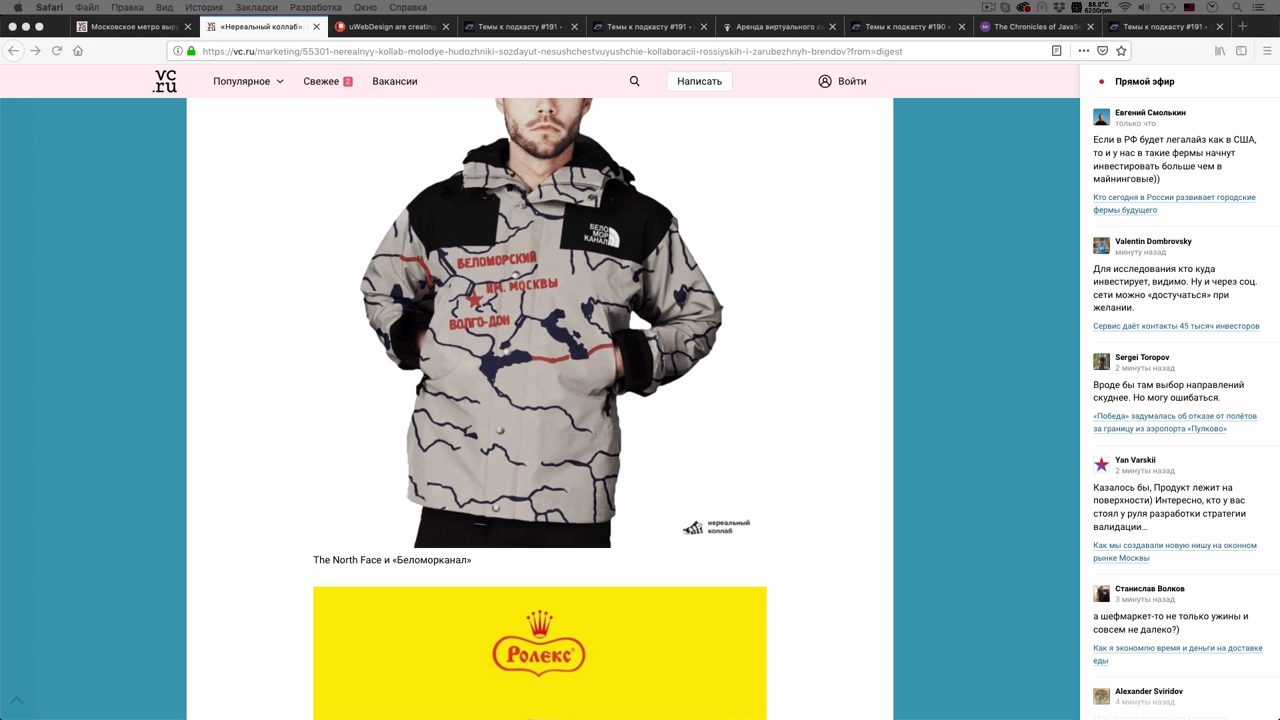 Firefox Файл Правка Вид Журнал Закладки Разработка Окно Справка
88.0°C
6200rpm
Московское метро выру
«Нереальный коллаб»:
uWebDesign are creating
Темы к подкасту #191
Темы к подкасту #191
Аренда виртуального с
Темы к подкасту #190
The Chronicles of JavaSc
Темы к подкасту #191
https://vc.ru/marketing/55301-nerealnyy-kollab-molodye-hudozhniki-sozdayut-nesushchestvuyushchie-kollaboracii-rossiyskih-i-zarubezhnyh-brendov?from=digest
vc
.ru
Популярное
Свежее 2
Вакансии
Написать
Войти
БЕЛО
МОР
КАНАЛ
БЕЛОМОРСКИЙ
ИМ. МОСКВЫ
ВОЛГО-ДОН
нереальный
коллаб
The North Face и «Беломорканал»
Ролекс
Прямой эфир
Евгений Смолькин
только что
Если в РФ будет легалайз как в США,
то и у нас в такие фермы начнут
инвестировать больше чем в
майнинговые))
Кто сегодня в России развивает городские
фермы будущего
Valentin Dombrovsky
минуту назад
Для исследования кто куда
инвестирует, видимо. Ну и через соц.
сети можно «достучаться» при
желании.
Сервис даёт контакты 45 тысяч инвесторов
Sergei Toropov
2 минуты назад
Вроде бы там выбор направлений
скуднее. Но могу ошибаться.
«Победа» задумалась об отказе от полётов
за границу из аэропорта «Пулково»
Yan Varskii
2 минуты назад
Казалось бы, Продукт лежит на
поверхности) Интересно, кто у вас
стоял у руля разработки стратегии
валидации…
Как мы создавали новую нишу на оконном
рынке Москвы
Станислав Волков
3 минуты назад
а шефмаркет-то не только ужины и
совсем не далеко?)
Как я экономлю время и деньги на доставке
еды
Alexander Sviridov
4 минуты назад